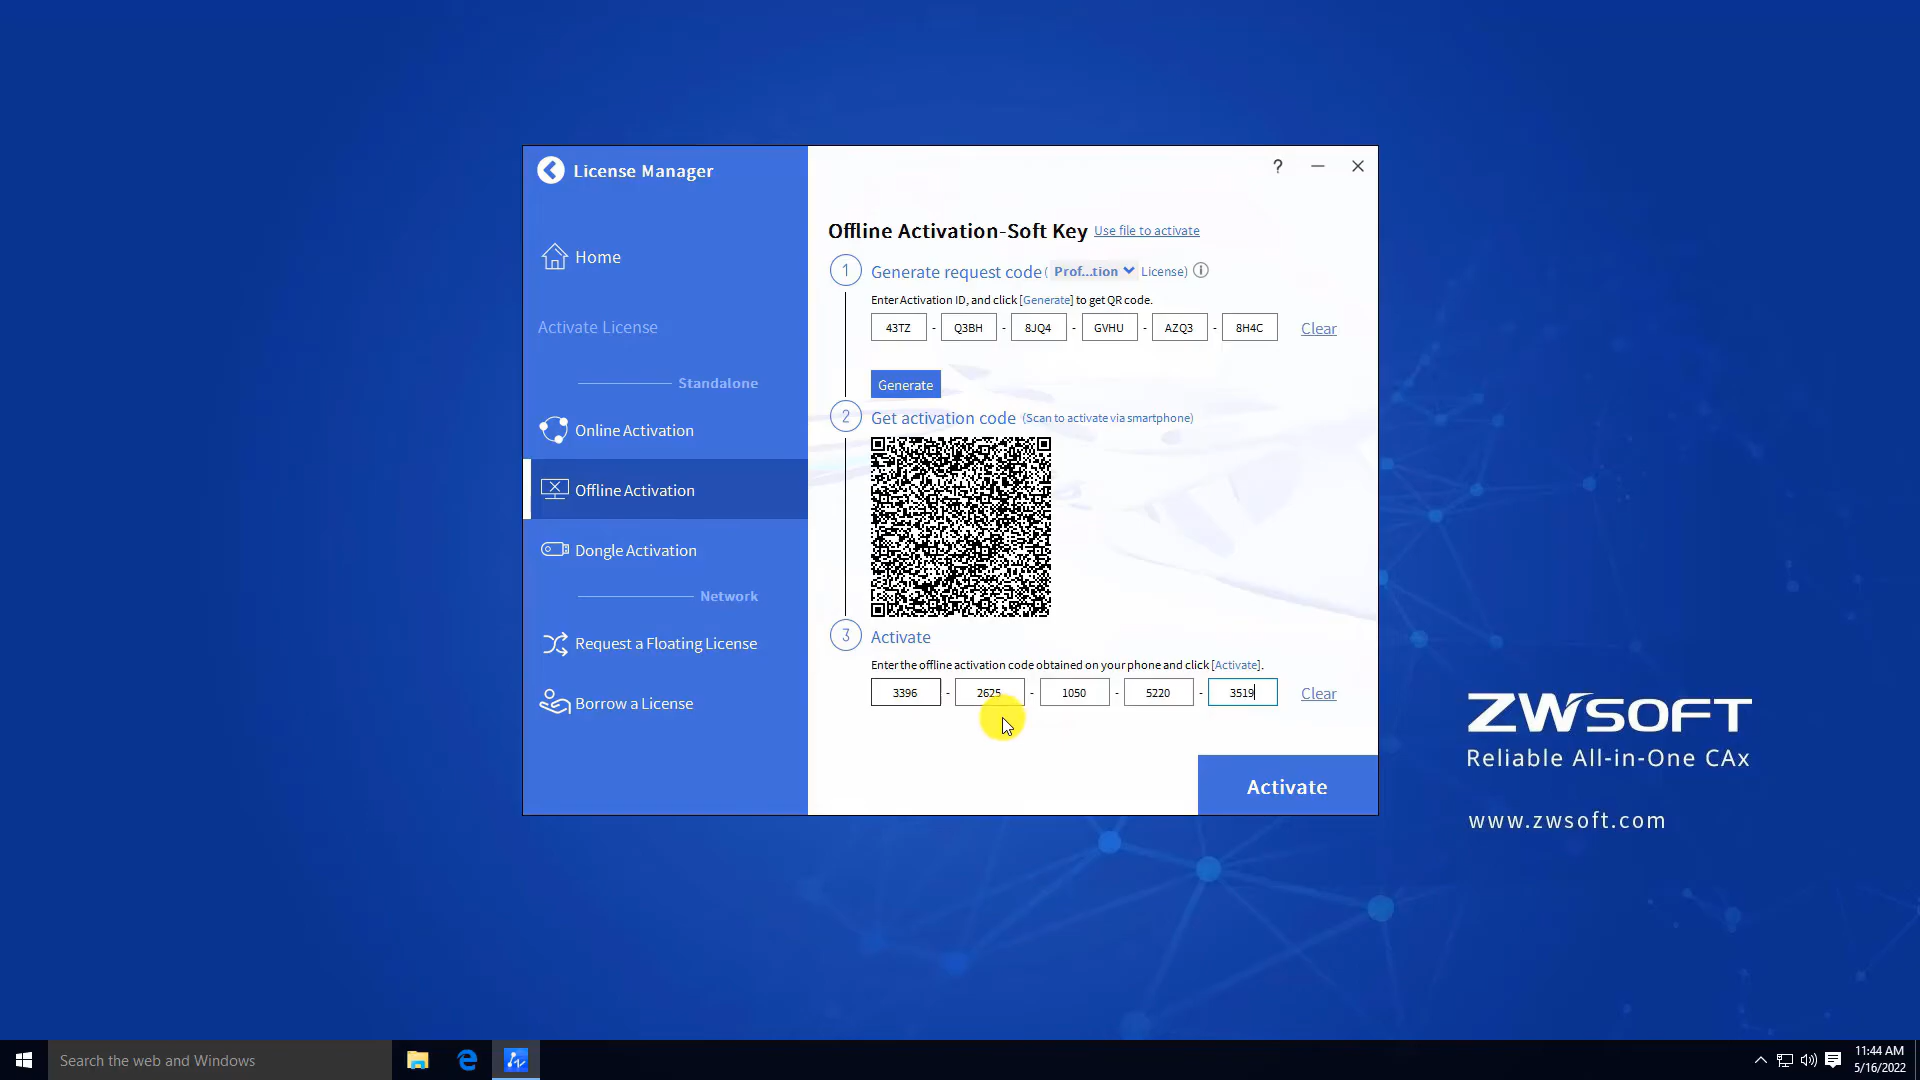 License Manager
?
Home
Activate License
Standalone
Online Activation
Offline Activation
Dongle Activation
Network
Request a Floating License
Borrow a License
Offline Activation-Soft Key Use file to activate
1 Generate request code ( Prof...tion License)
Enter Activation ID, and click [Generate] to get QR code.
43TZ - Q3BH - 8JQ4 - GVHU - AZQ3 - 8H4C Clear
Generate
2 Get activation code (Scan to activate via smartphone)
3 Activate
Enter the offline activation code obtained on your phone and click [Activate].
3396 - 2625 - 1050 - 5220 - 3519 Clear
Activate
ZWSOFT
Reliable All-in-One CAx
www.zwsoft.com
Search the web and Windows
11:44 AM
5/16/2022